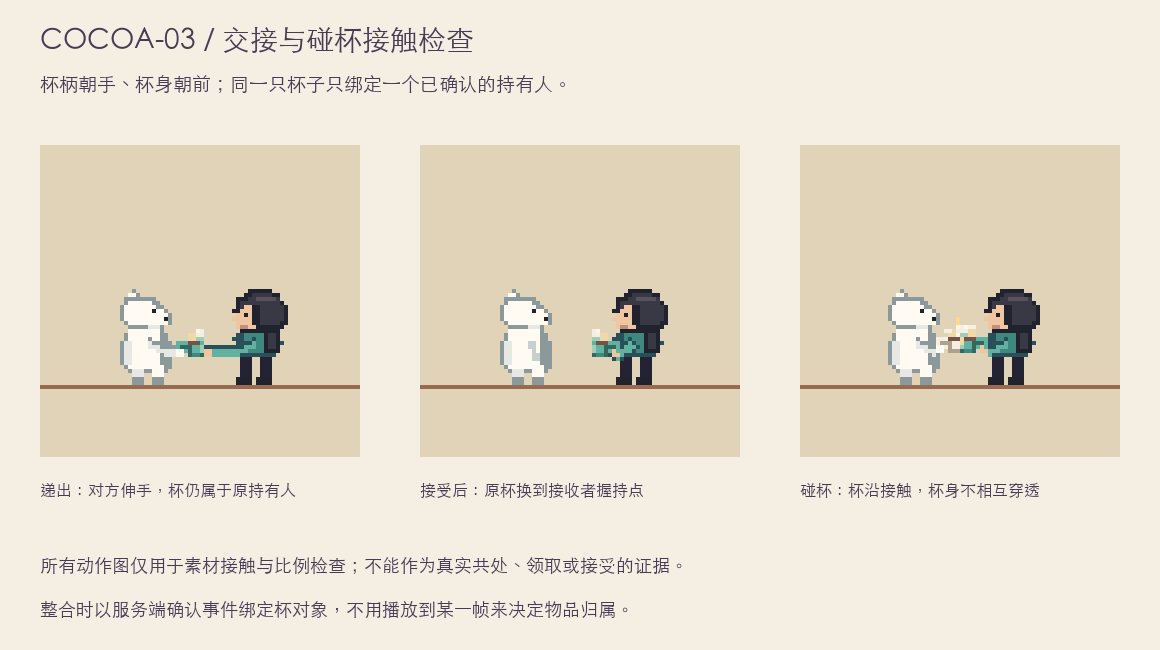 COCOA-03 / 交接与碰杯接触检查
杯柄朝手、杯身朝前；同一只杯子只绑定一个已确认的持有人。
递出：对方伸手，杯仍属于原持有人
接受后：原杯换到接收者握持点
碰杯：杯沿接触，杯身不相互穿透
所有动作图仅用于素材接触与比例检查；不能作为真实共处、领取或接受的证据。
整合时以服务端确认事件绑定杯对象，不用播放到某一帧来决定物品归属。